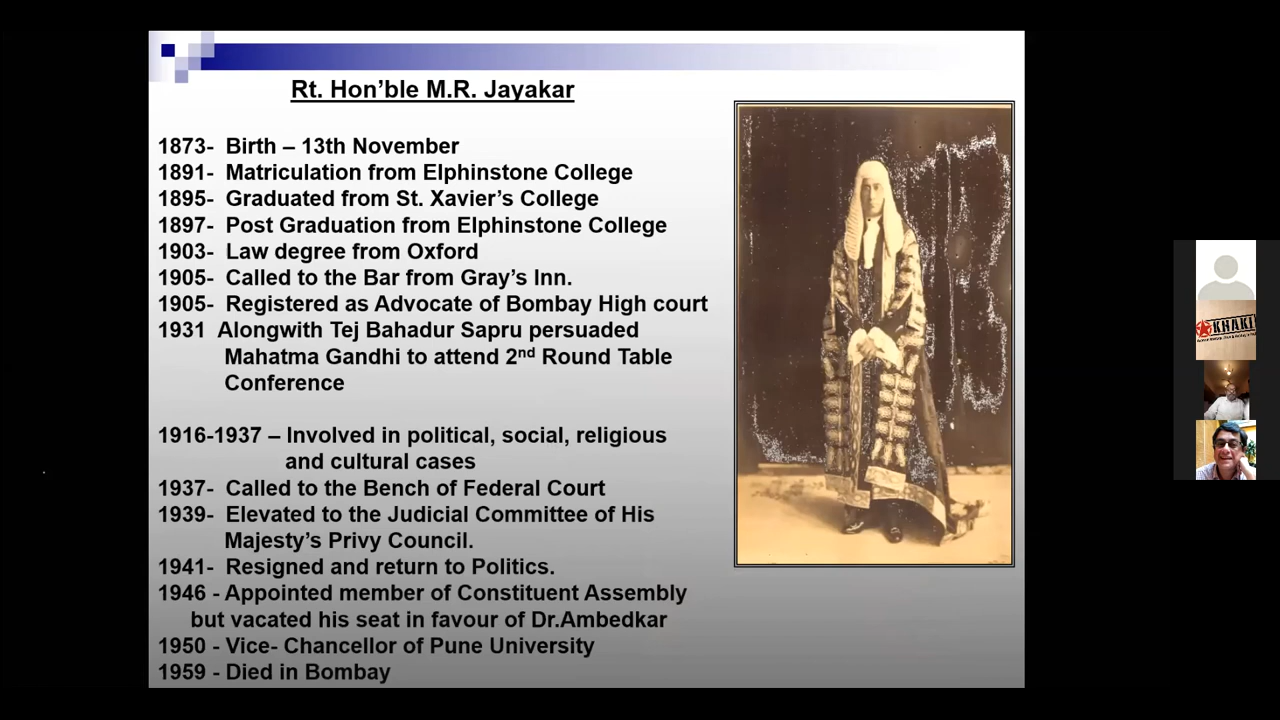 Rt. Hon’ble M.R. Jayakar
1873- Birth – 13th November
1891- Matriculation from Elphinstone College
1895- Graduated from St. Xavier’s College
1897- Post Graduation from Elphinstone College
1903- Law degree from Oxford
1905- Called to the Bar from Gray’s Inn.
1905- Registered as Advocate of Bombay High court
1931 Alongwith Tej Bahadur Sapru persuaded
Mahatma Gandhi to attend 2nd Round Table
Conference
1916-1937 – Involved in political, social, religious
and cultural cases
1937- Called to the Bench of Federal Court
1939- Elevated to the Judicial Committee of His
Majesty’s Privy Council.
1941- Resigned and return to Politics.
1946 - Appointed member of Constituent Assembly
but vacated his seat in favour of Dr.Ambedkar
1950 - Vice- Chancellor of Pune University
1959 - Died in Bombay
KHAKI